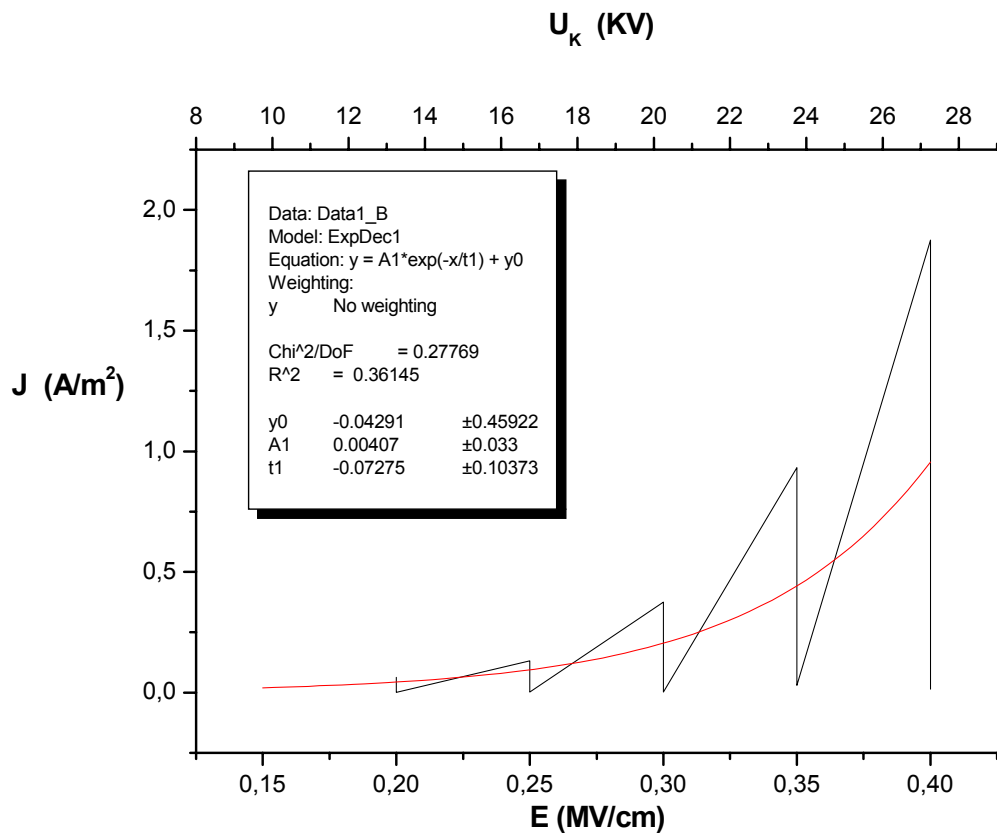 U_K (KV)
8 10 12 14 16 18 20 22 24 26 28
2,0
1,5
1,0
0,5
0,0
J (A/m²)
Data: Data1_B
Model: ExpDec1
Equation: y = A1*exp(-x/t1) + y0
Weighting:
y No weighting
Chi^2/DoF = 0.27769
R^2 = 0.36145
y0 -0.04291 ±0.45922
A1 0.00407 ±0.033
t1 -0.07275 ±0.10373
0,15 0,20 0,25 0,30 0,35 0,40
E (MV/cm)